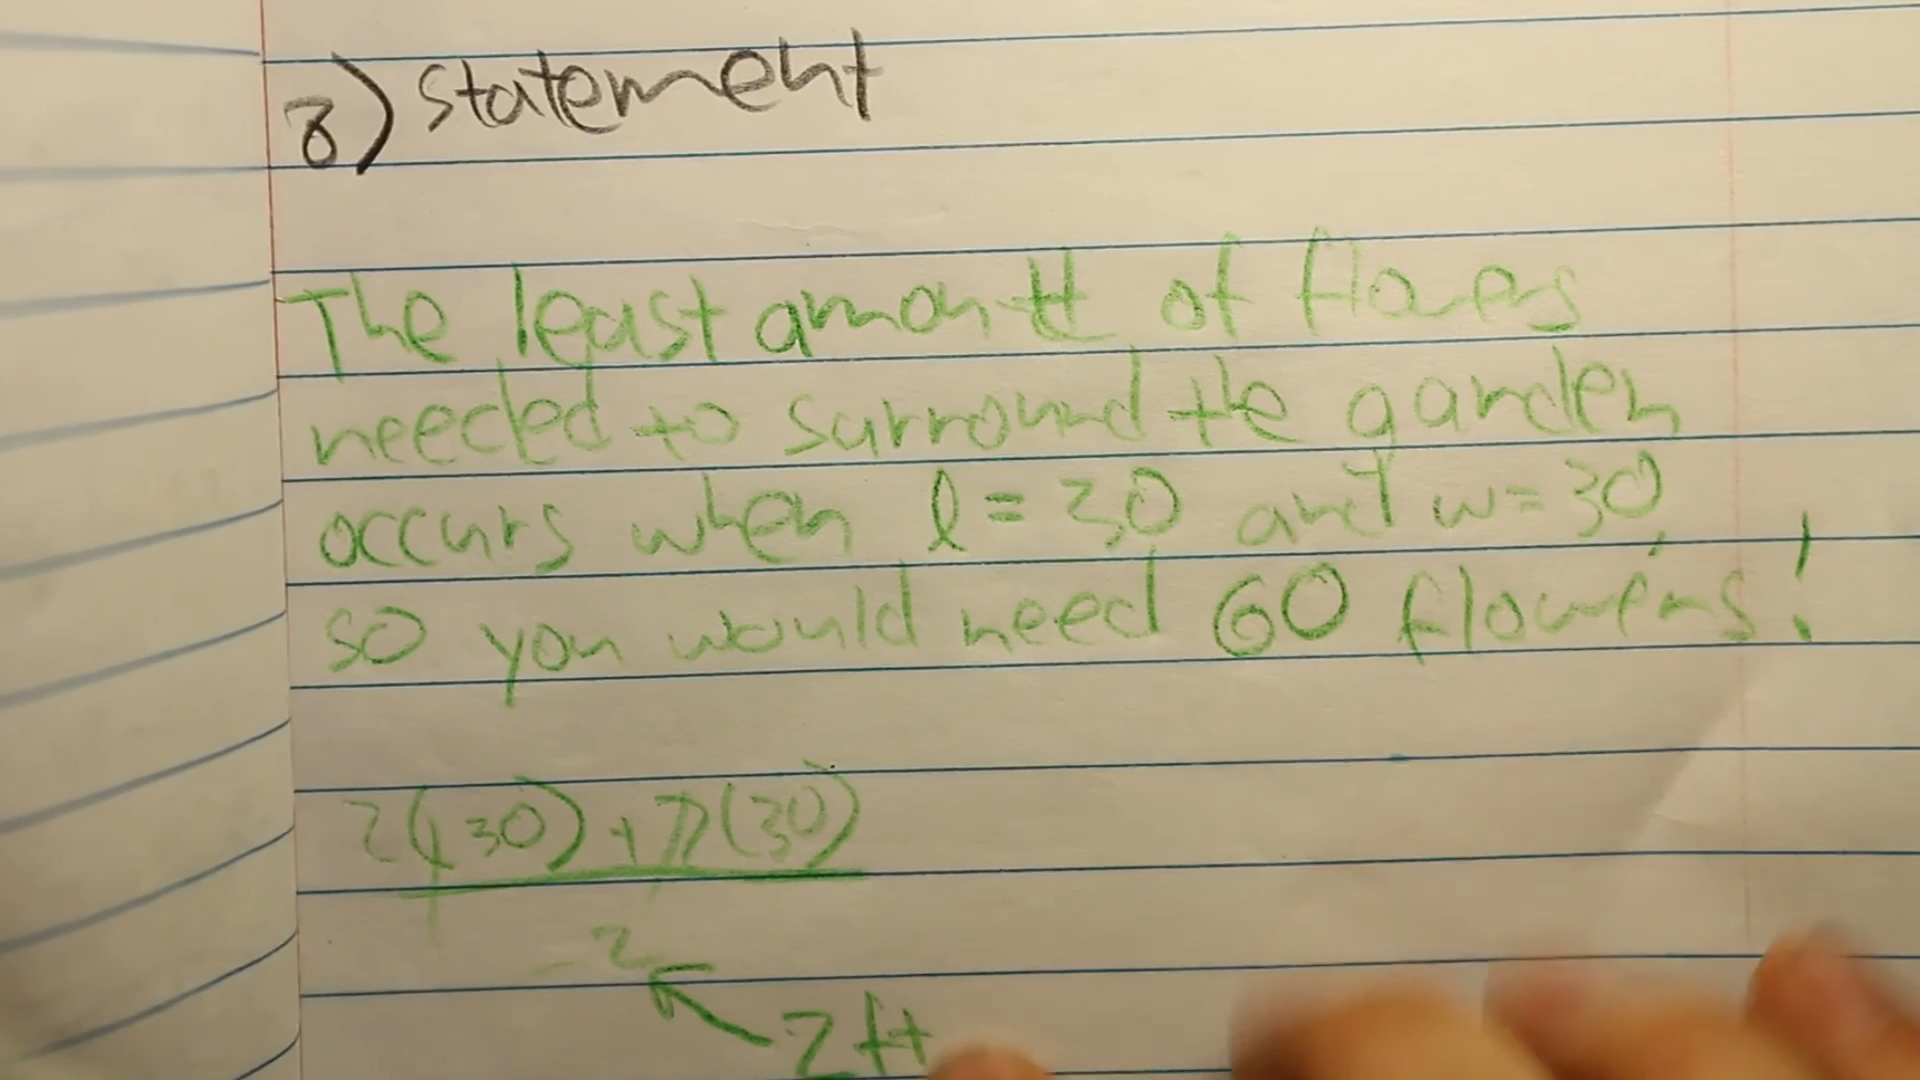 8) statement
The least amontt of flowers
needed to surround the garden
occurs when l = 30 and w = 30,
so you would need 60 flowers!
2(30) + 2(30)
2
2ft